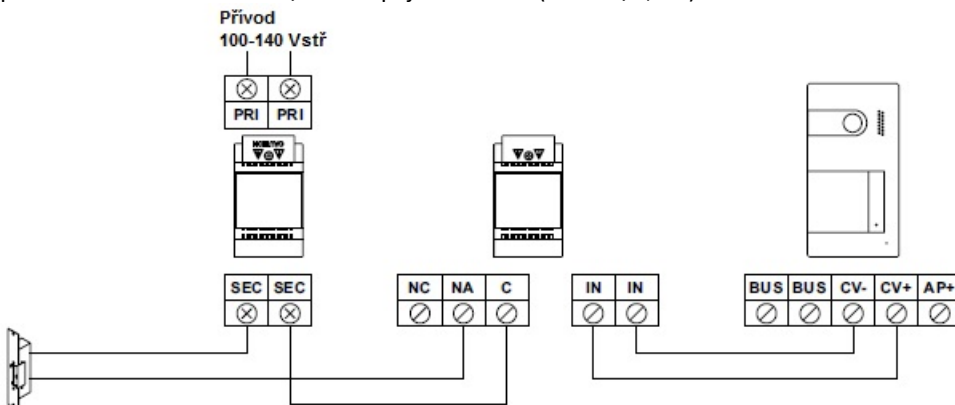 Přívod
100-140 Vstř
PRI PRI
SEC SEC
NC NA C
IN IN
BUS BUS CV- CV+ AP+